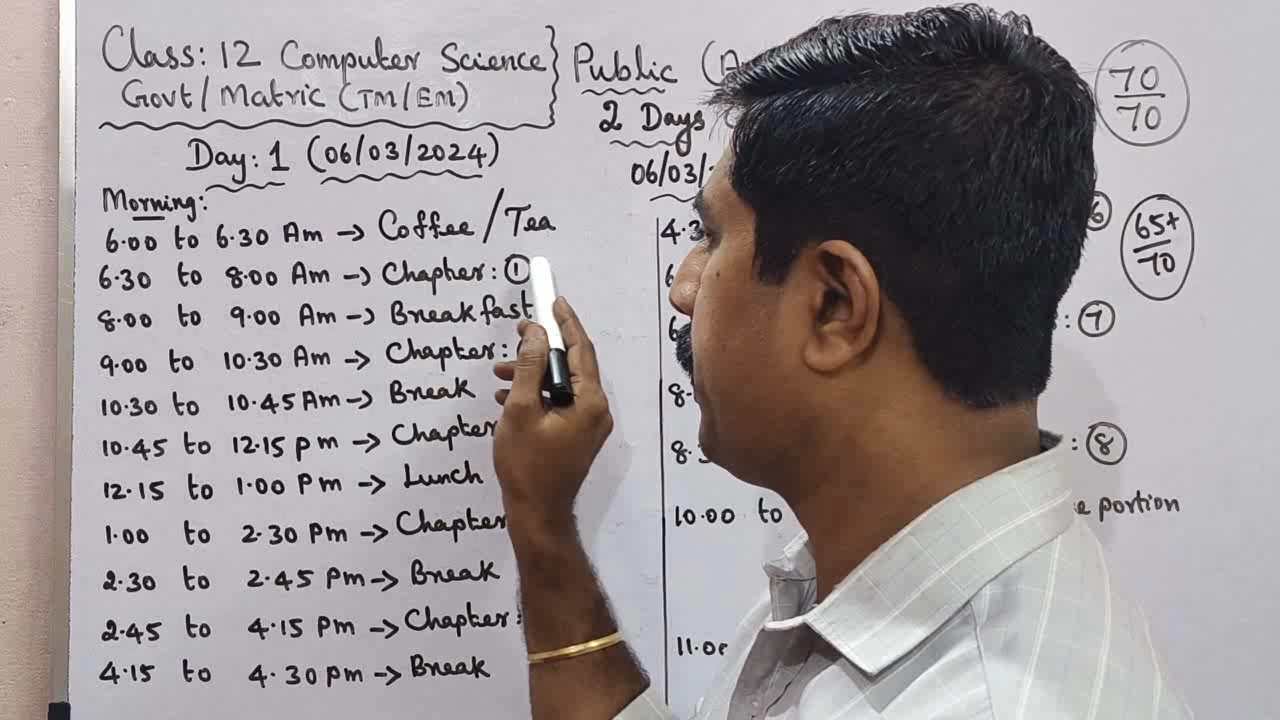 Class: 12 Computer Science
Govt/Matric (TM/EM)
Day: 1 (06/03/2024)
Morning:
6.00 to 6.30 Am → Coffee/Tea
6.30 to 8.00 Am → Chapter: 1
8.00 to 9.00 Am → Breakfast
9.00 to 10.30 Am → Chapter:
10.30 to 10.45 Am → Break
10.45 to 12.15 pm → Chapter
12.15 to 1.00 Pm → Lunch
1.00 to 2.30 Pm → Chapter
2.30 to 2.45 Pm → Break
2.45 to 4.15 Pm → Chapter:
4.15 to 4.30 pm → Break
Public
2 Days
06/03/
70/70
65+/70
4.3
6
: 7
8.
8.3
: 8
10.00 to
portion
11.00